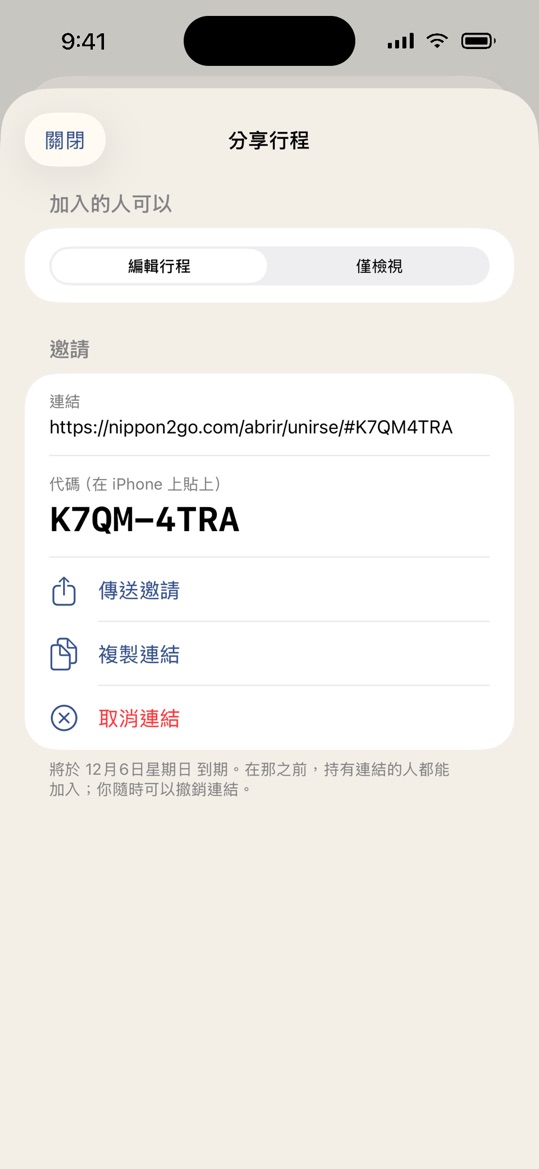 9:41
關閉
分享行程
加入的人可以
編輯行程
僅檢視
邀請
連結
https://nippon2go.com/abrir/unirse/#K7QM4TRA
代碼（在 iPhone 上貼上）
K7QM–4TRA
傳送邀請
複製連結
取消連結
將於 12月6日星期日 到期。在那之前，持有連結的人都能
加入；你隨時可以撤銷連結。